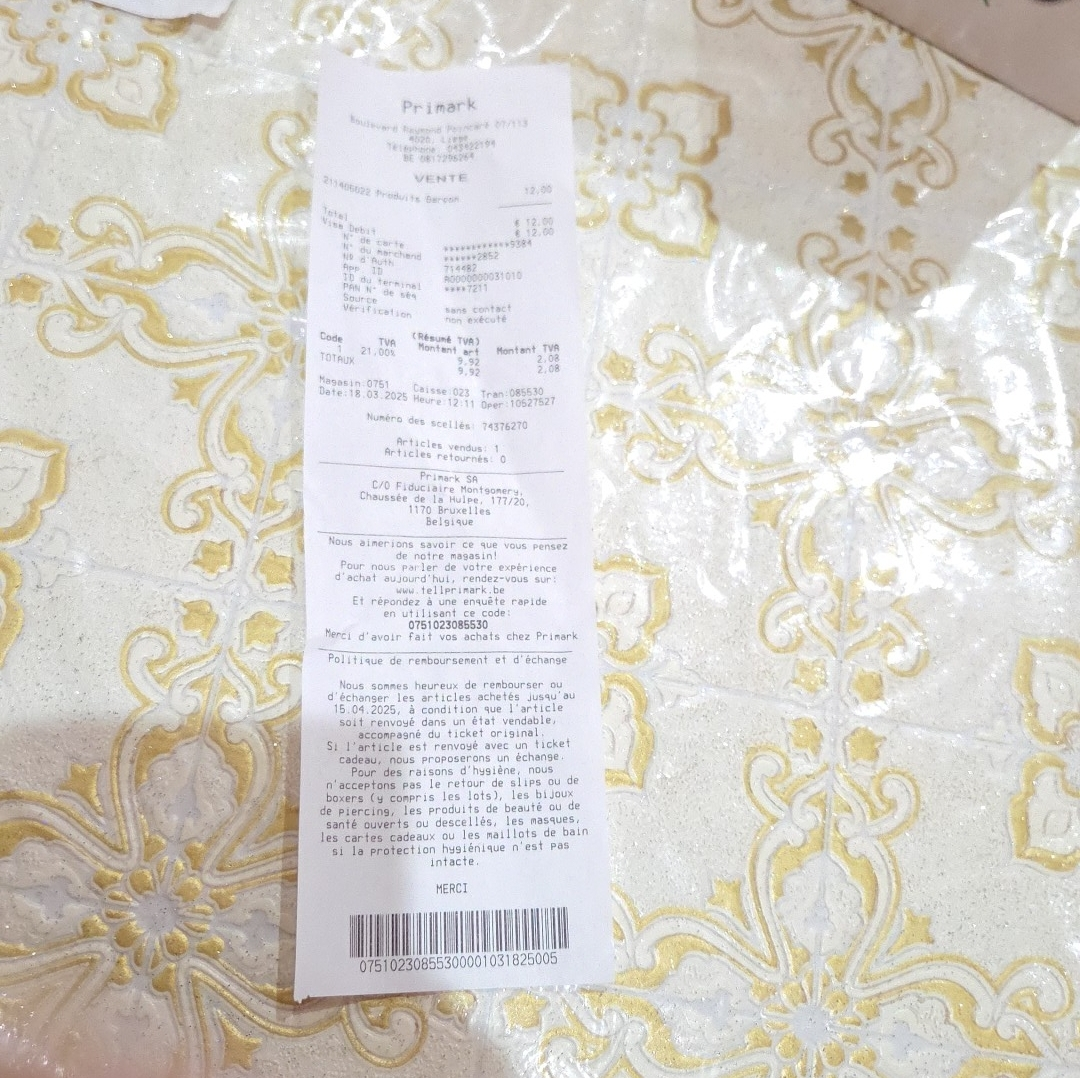 Primark
Boulevard Raymond Poincaré 07/113
4020, Liege
Téléphone: 043422194
BE 0817296264
VENTE
211406022 Produits Garcon 12.00
Total € 12.00
Visa Debit € 12.00
N° de carte ************9384
N° du marchand ******2852
N0 d'Auth 714482
App. ID A0000000031010
ID du terminal ****7211
PAN N° de séq
Source sans contact
Vérification non exécuté
(Résumé TVA)
Code TVA Montant art Montant TVA
1 21.00% 9.92 2.08
TOTAUX 9.92 2.08
Magasin:0751 Caisse:023 Tran:085530
Date:18.03.2025 Heure:12:11 Oper:10527527
Numéro des scellés: 74376270
Articles vendus: 1
Articles retournés: 0
Primark SA
C/O Fiduciaire Montgomery,
Chaussée de la Hulpe, 177/20,
1170 Bruxelles
Belgique
Nous aimerions savoir ce que vous pensez
de notre magasin!
Pour nous parler de votre expérience
d'achat aujourd'hui, rendez-vous sur:
www.tellprimark.be
Et répondez à une enquête rapide
en utilisant ce code:
0751023085530
Merci d'avoir fait vos achats chez Primark
Politique de remboursement et d'échange
Nous sommes heureux de rembourser ou
d'échanger les articles achetés jusqu'au
15.04.2025, à condition que l'article
soit renvoyé dans un état vendable,
accompagné du ticket original.
Si l'article est renvoyé avec un ticket
cadeau, nous proposerons un échange.
Pour des raisons d'hygiène, nous
n'acceptons pas le retour de slips ou de
boxers (y compris les lots), les bijoux
de piercing, les produits de beauté ou de
santé ouverts ou descellés, les masques,
les cartes cadeaux ou les maillots de bain
si la protection hygiénique n'est pas
intacte.
MERCI
07510230855300001031825005